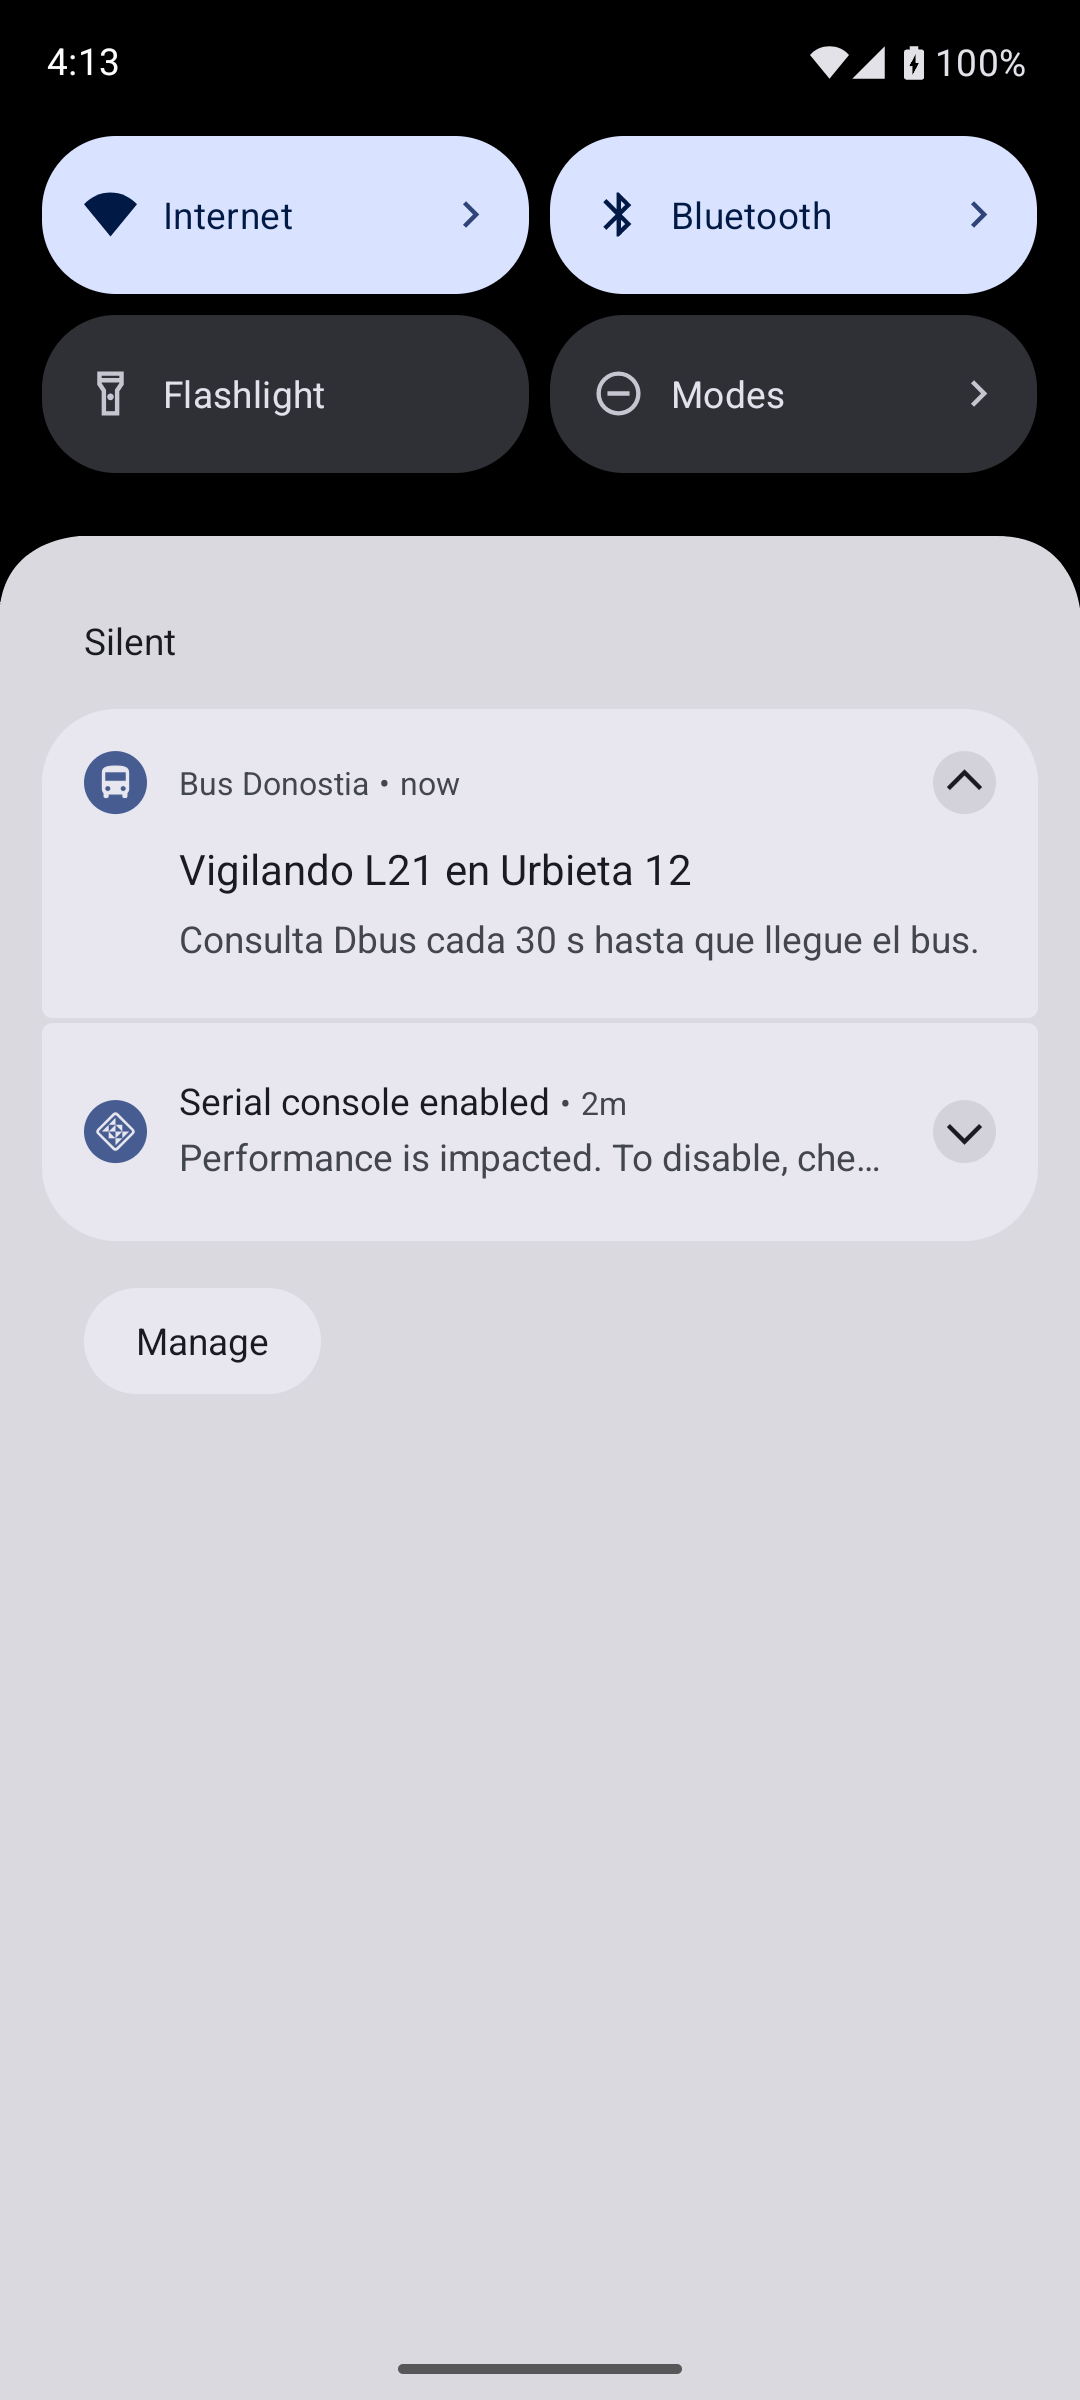 4:13
100%
Internet
Bluetooth
Flashlight
Modes
Silent
Bus Donostia • now
Vigilando L21 en Urbieta 12
Consulta Dbus cada 30 s hasta que llegue el bus.
Serial console enabled • 2m
Performance is impacted. To disable, che…
Manage